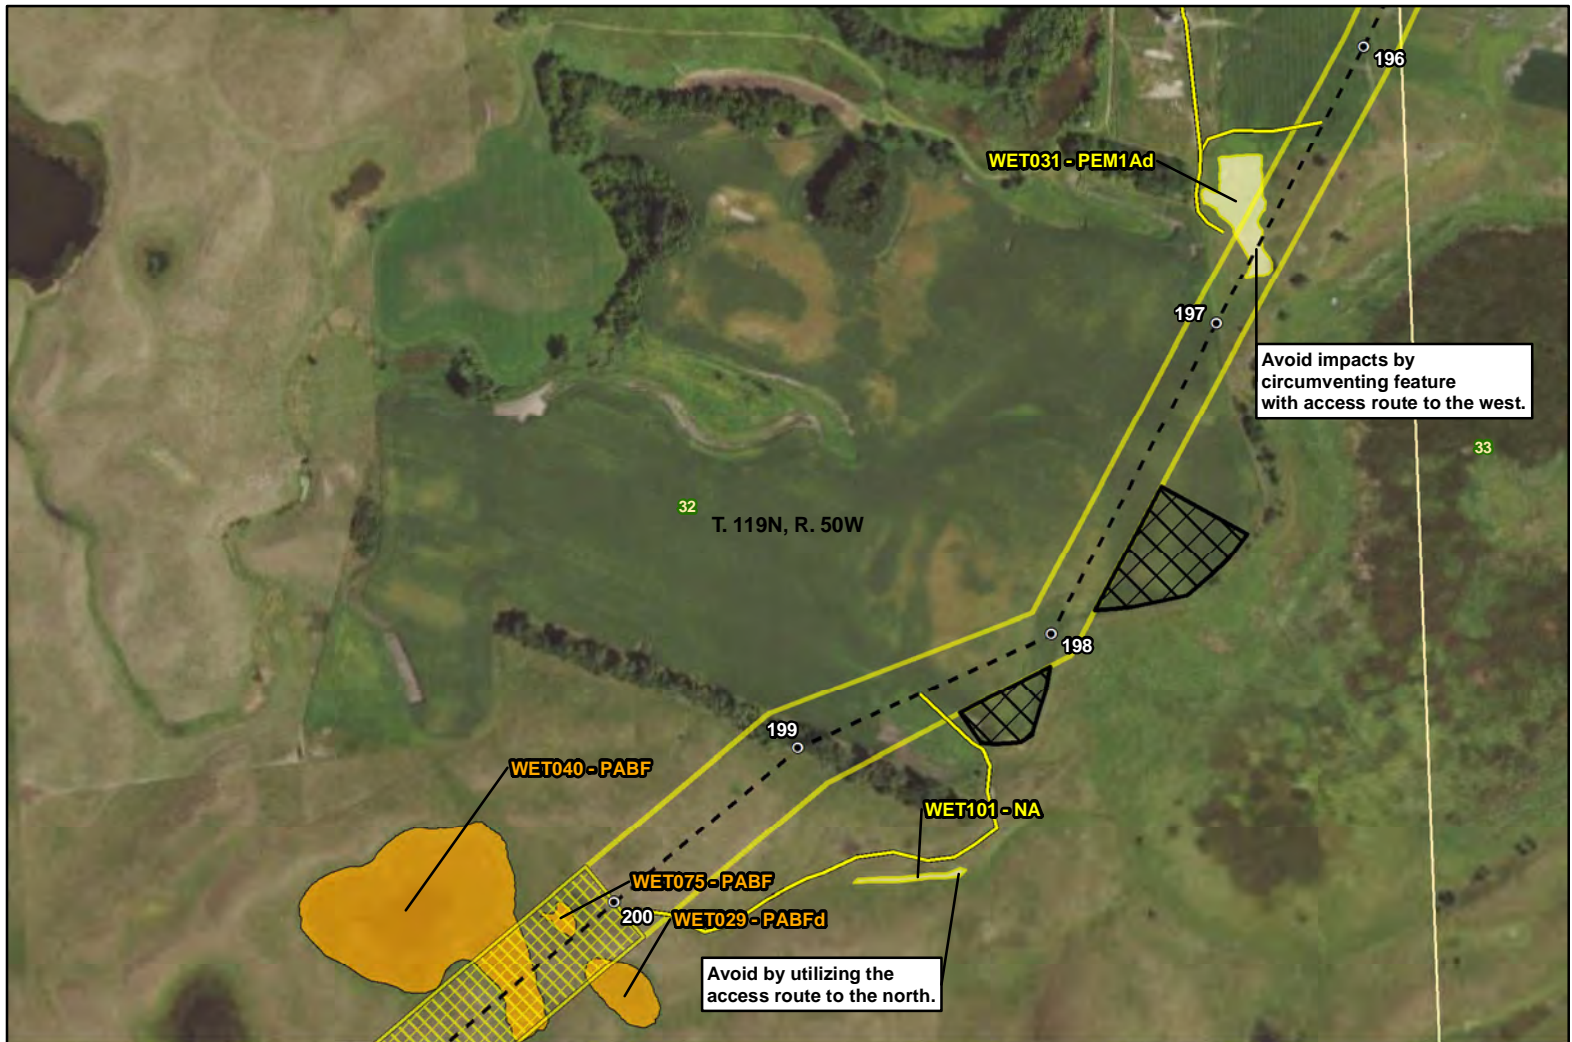 196
WET031 - PEM1Ad
197
Avoid impacts by
circumventing feature
with access route to the west.
33
32
T. 119N, R. 50W
198
199
WET040 - PABF
WET101 - NA
WET075 - PABF
200
WET029 - PABFd
Avoid by utilizing the
access route to the north.